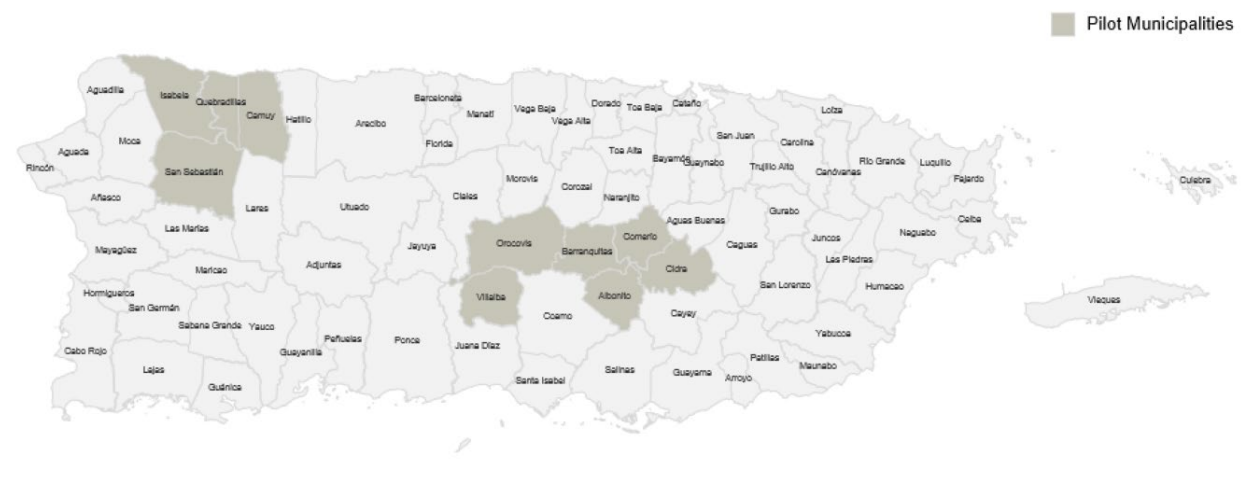 Pilot Municipalities
Aguadilla
Isabela
Quebradillas
Camuy
Hatillo
Arecibo
Barceloneta
Manatí
Vega Baja
Vega Alta
Dorado
Toa Baja
Cataño
Loíza
San Juan
Carolina
Rincón
Aguada
Moca
San Sebastián
Florida
Toa Alta
Bayamón
Guaynabo
Trujillo Alto
Canóvanas
Río Grande
Luquillo
Fajardo
Culebra
Añasco
Lares
Utuado
Ciales
Morovis
Corozal
Naranjito
Aguas Buenas
Gurabo
Ceiba
Las Marías
Mayagüez
Maricao
Adjuntas
Jayuya
Orocovis
Barranquitas
Comerío
Cidra
Caguas
Juncos
Las Piedras
Naguabo
Hormigueros
San Germán
Sabana Grande
Yauco
Villalba
Coamo
Aibonito
Cayey
San Lorenzo
Humacao
Vieques
Cabo Rojo
Lajas
Guánica
Guayanilla
Peñuelas
Ponce
Juana Díaz
Santa Isabel
Salinas
Guayama
Arroyo
Patillas
Maunabo
Yabucoa